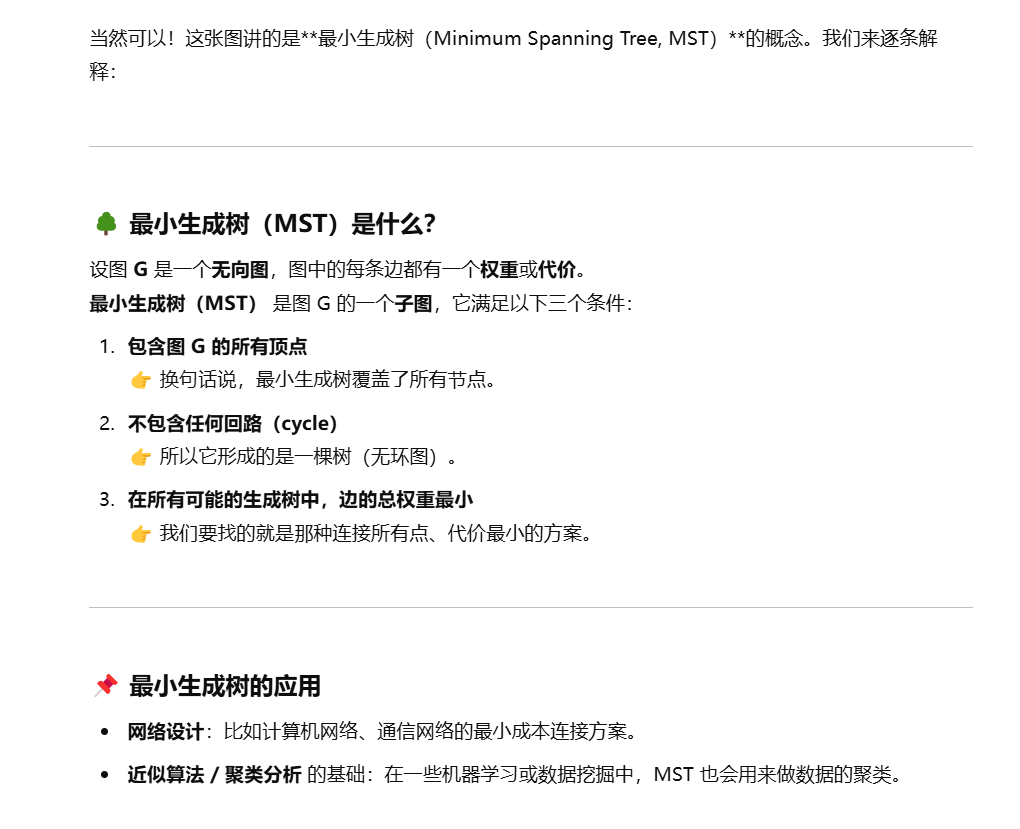 当然可以！这张图讲的是**最小生成树（Minimum Spanning Tree, MST）**的概念。我们来逐条解
释：
🌳 最小生成树（MST）是什么？
设图 G 是一个无向图，图中的每条边都有一个权重或代价。
最小生成树（MST） 是图 G 的一个子图，它满足以下三个条件：
1. 包含图 G 的所有顶点
👉 换句话说，最小生成树覆盖了所有节点。
2. 不包含任何回路（cycle）
👉 所以它形成的是一棵树（无环图）。
3. 在所有可能的生成树中，边的总权重最小
👉 我们要找的就是那种连接所有点、代价最小的方案。
📌 最小生成树的应用
• 网络设计：比如计算机网络、通信网络的最小成本连接方案。
• 近似算法 / 聚类分析 的基础：在一些机器学习或数据挖掘中，MST 也会用来做数据的聚类。